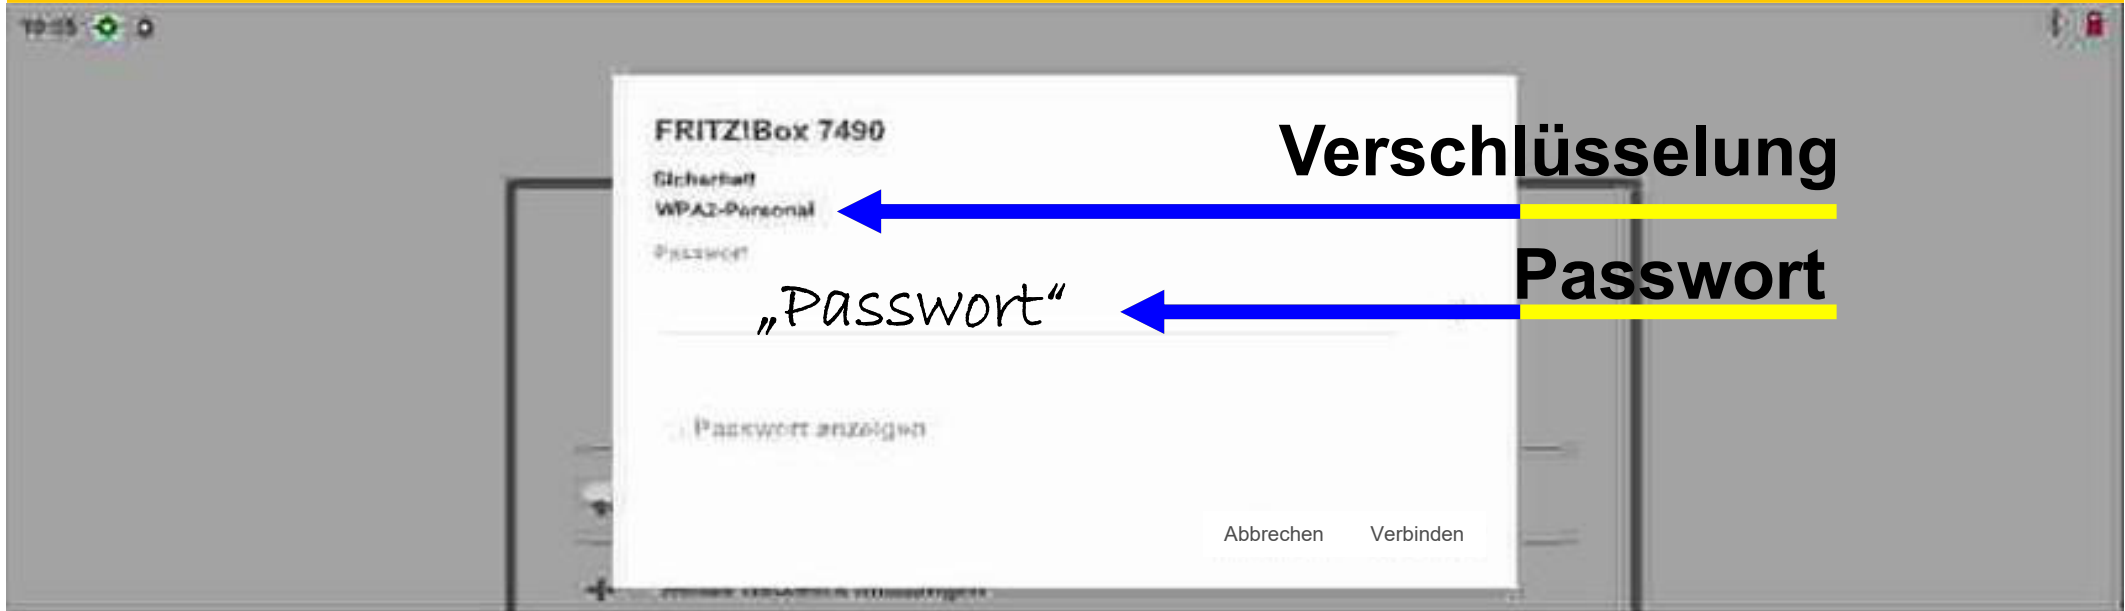 FRITZ!Box 7490
Verschlüsselung
Sicherheit
WPA2-Personal
Passwort
Passwort
„Passwort“
Passwort anzeigen
Abbrechen Verbinden